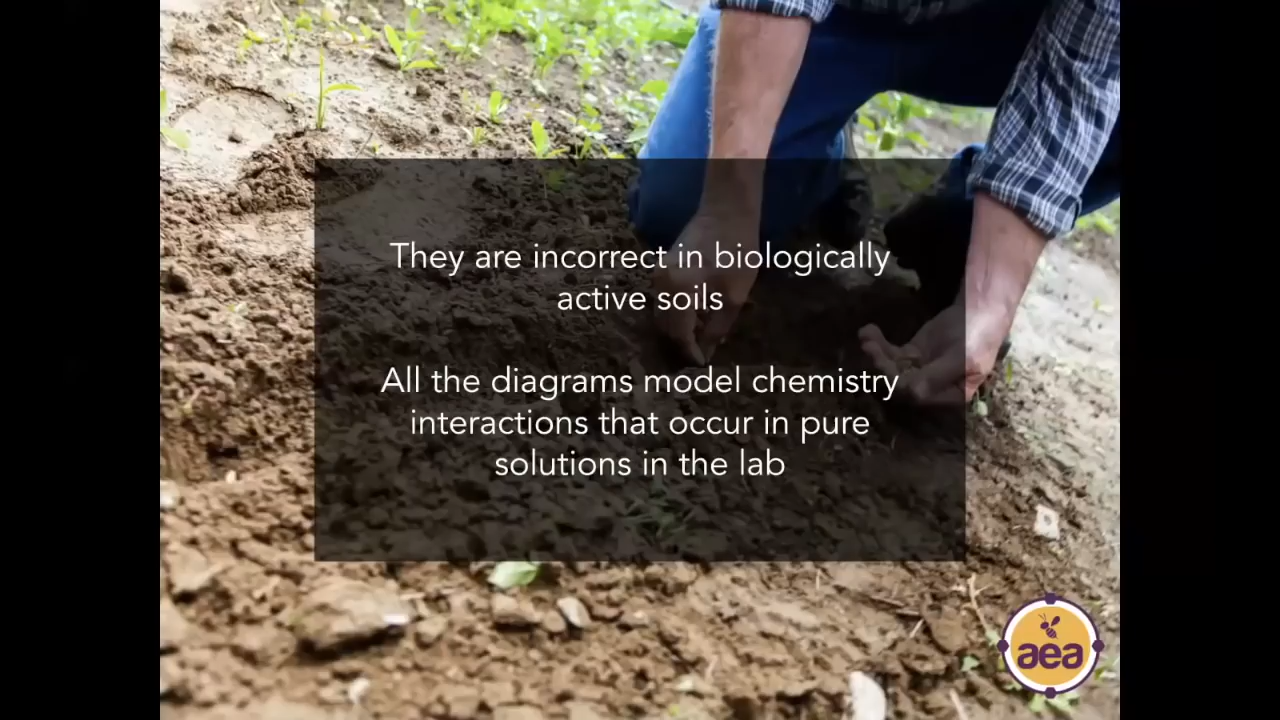 They are incorrect in biologically
active soils
All the diagrams model chemistry
interactions that occur in pure
solutions in the lab
aea